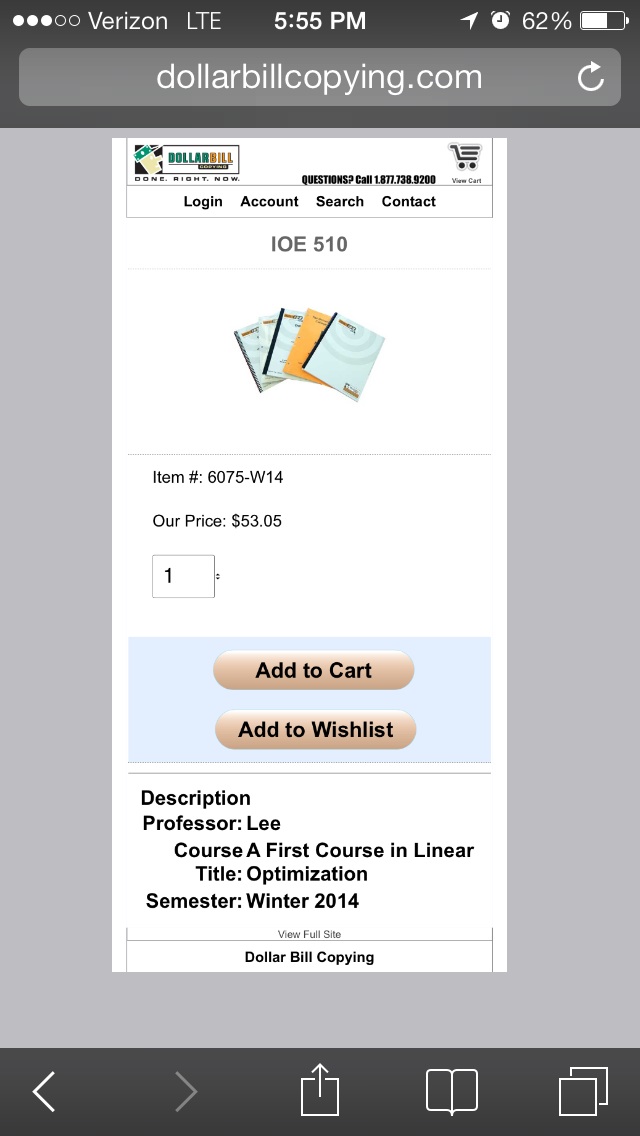 Verizon LTE 5:55 PM 62%
dollarbillcopying.com
DOLLARBILL
COPYING
DONE. RIGHT. NOW.
QUESTIONS? Call 1.877.738.9200
View Cart
Login Account Search Contact
IOE 510
Item #: 6075-W14
Our Price: $53.05
1
Add to Cart
Add to Wishlist
Description
Professor: Lee
Course A First Course in Linear
Title: Optimization
Semester: Winter 2014
View Full Site
Dollar Bill Copying